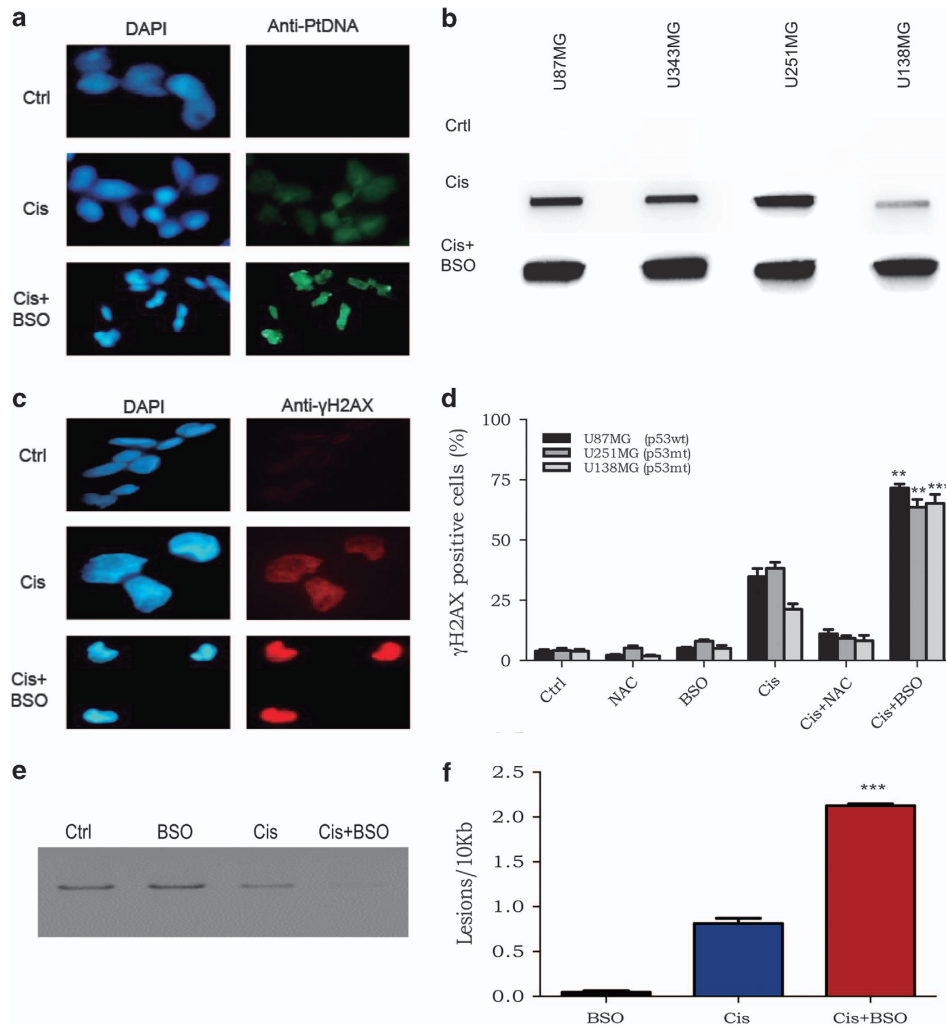 a
DAPI
Anti-PtDNA
Ctrl
Cis
Cis+
BSO
b
U87MG
U343MG
U251MG
U138MG
Crtl
Cis
Cis+
BSO
c
DAPI
Anti-γH2AX
Ctrl
Cis
Cis+
BSO
d
γH2AX positive cells (%)
100
75
50
25
0
U87MG (p53wt)
U251MG (p53mt)
U138MG (p53mt)
** ** ***
Ctrl
NAC
BSO
Cis
Cis+NAC
Cis+BSO
e
Ctrl BSO Cis Cis+BSO
f
Lesions/10Kb
2.5
2.0
1.5
1.0
0.5
0.0
***
BSO Cis Cis+BSO